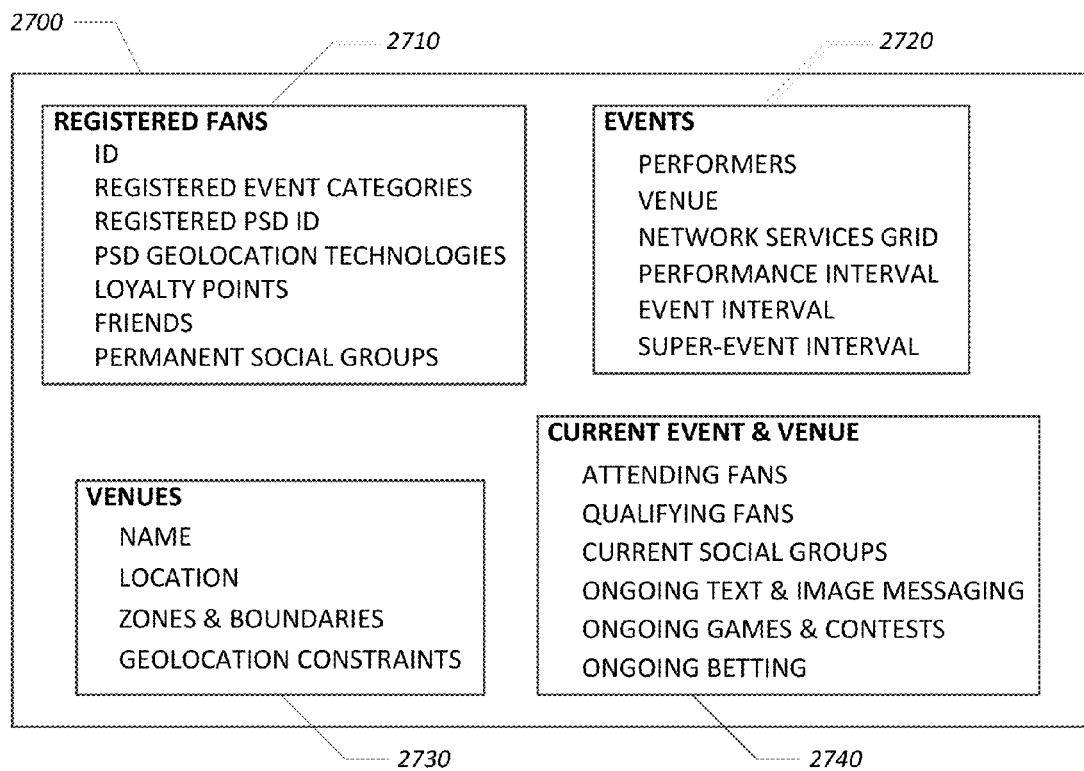 2700
2710
2720
REGISTERED FANS
ID
REGISTERED EVENT CATEGORIES
REGISTERED PSD ID
PSD GEOLOCATION TECHNOLOGIES
LOYALTY POINTS
FRIENDS
PERMANENT SOCIAL GROUPS
EVENTS
PERFORMERS
VENUE
NETWORK SERVICES GRID
PERFORMANCE INTERVAL
EVENT INTERVAL
SUPER-EVENT INTERVAL
VENUES
NAME
LOCATION
ZONES & BOUNDARIES
GEOLOCATION CONSTRAINTS
CURRENT EVENT & VENUE
ATTENDING FANS
QUALIFYING FANS
CURRENT SOCIAL GROUPS
ONGOING TEXT & IMAGE MESSAGING
ONGOING GAMES & CONTESTS
ONGOING BETTING
2730
2740